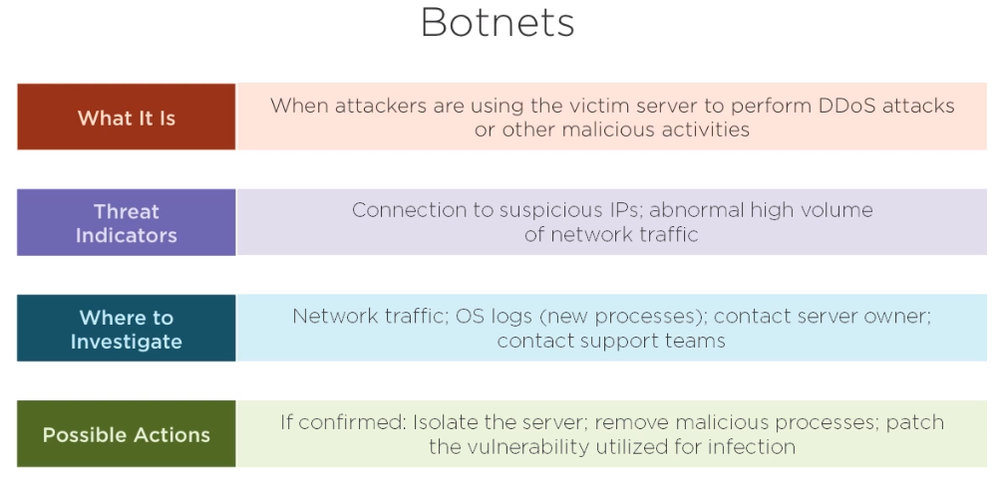 Botnets
What It Is
When attackers are using the victim server to perform DDoS attacks
or other malicious activities
Threat
Indicators
Connection to suspicious IPs; abnormal high volume
of network traffic
Where to
Investigate
Network traffic; OS logs (new processes); contact server owner;
contact support teams
Possible Actions
If confirmed: Isolate the server; remove malicious processes; patch
the vulnerability utilized for infection